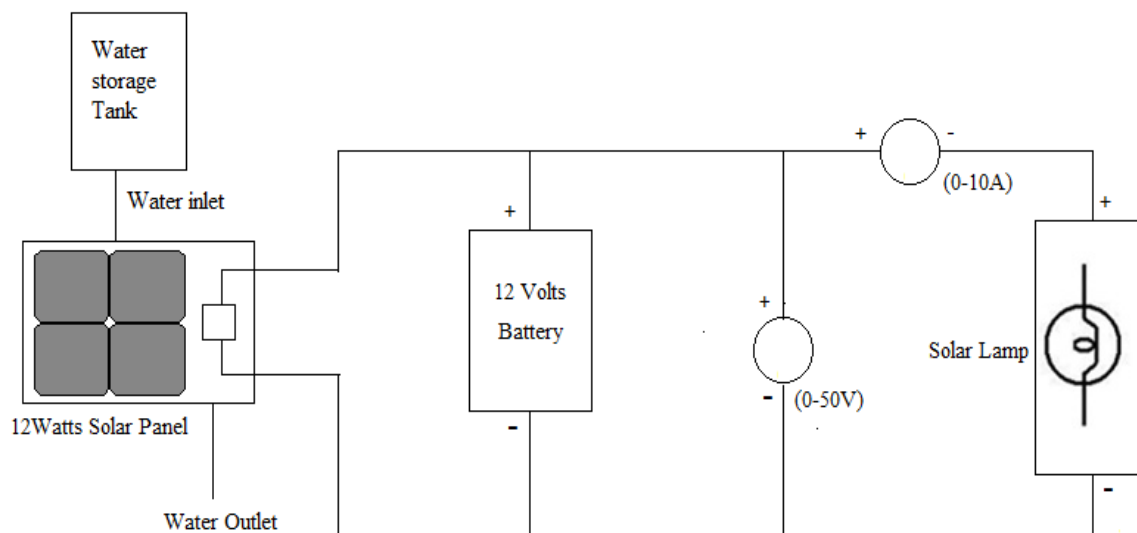 Water
storage
Tank
Water inlet
+
-
(0-10A)
+
+
12 Volts
Battery
-
+
-
(0-50V)
Solar Lamp
-
12Watts Solar Panel
Water Outlet